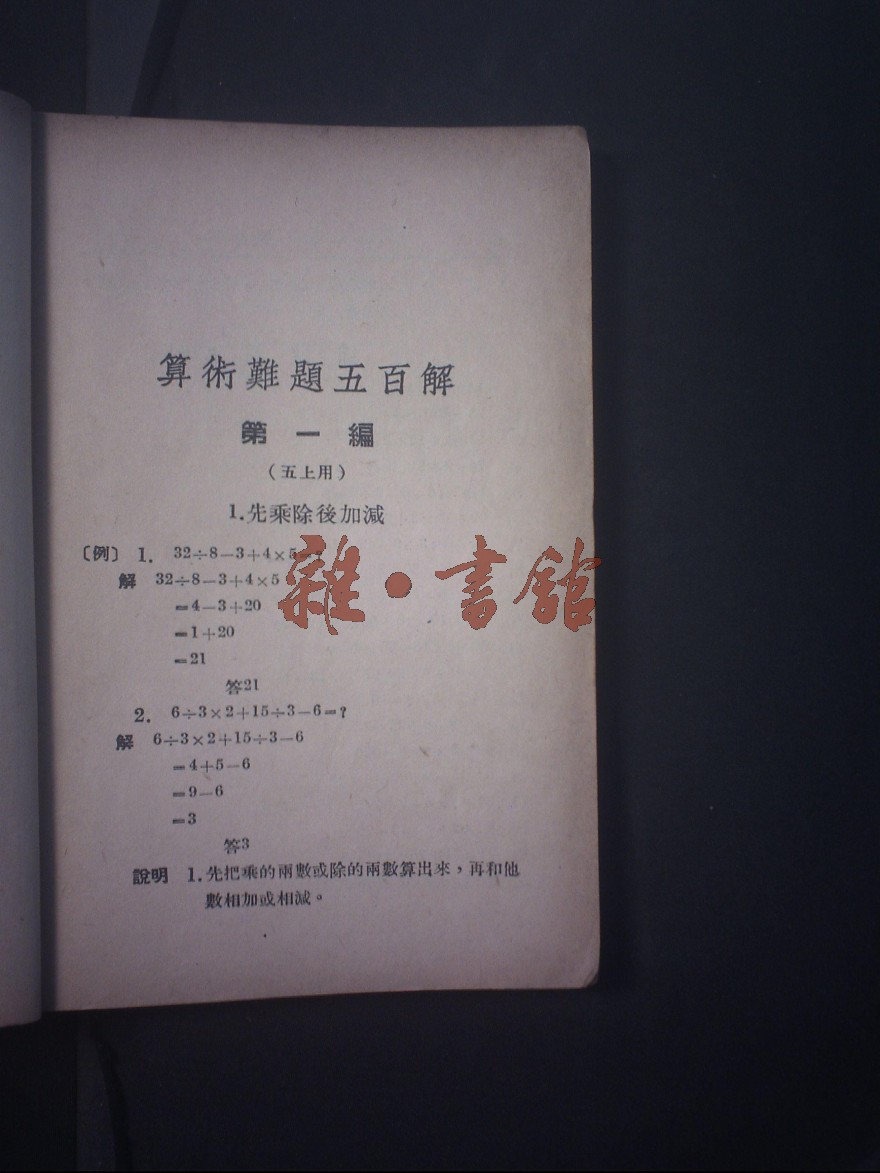 算術難題五百解
第一編
（五上用）
1.先乘除後加減
〔例〕 1. 32÷8—3+4×5=?
解 32÷8—3+4×5
=4—3+20
=1+20
=21
答21
2. 6÷3×2+15÷3—6=?
解 6÷3×2+15÷3—6
=4+5—6
=9—6
=3
答3
說明 1.先把乘的兩數或除的兩數算出來，再和他
數相加或相減。
雜•書館